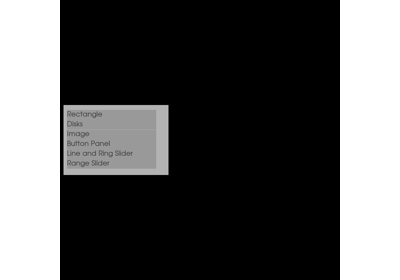 Rectangle
Disks
Image
Button Panel
Line and Ring Slider
Range Slider